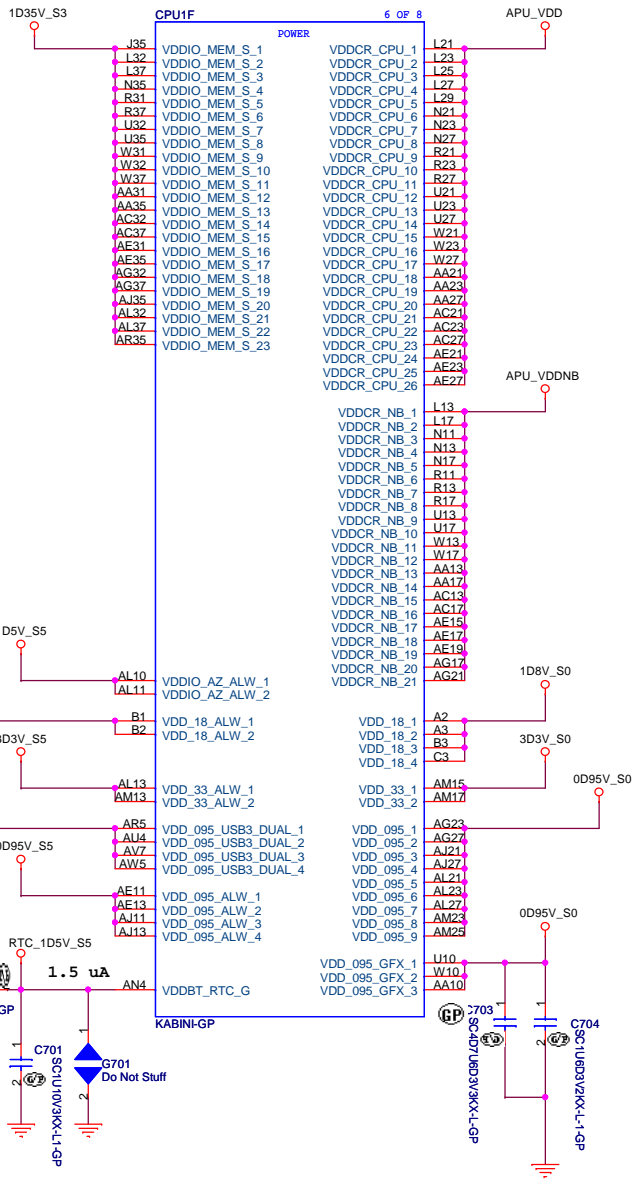 1D35V_S3
CPU1F
6 OF 8
APU_VDD
POWER
J35 VDDIO_MEM_S_1 VDDCR_CPU_1 L21
L32 VDDIO_MEM_S_2 VDDCR_CPU_2 L23
L37 VDDIO_MEM_S_3 VDDCR_CPU_3 L25
N35 VDDIO_MEM_S_4 VDDCR_CPU_4 L27
R31 VDDIO_MEM_S_5 VDDCR_CPU_5 L29
R37 VDDIO_MEM_S_6 VDDCR_CPU_6 N21
U32 VDDIO_MEM_S_7 VDDCR_CPU_7 N23
U35 VDDIO_MEM_S_8 VDDCR_CPU_8 N27
W31 VDDIO_MEM_S_9 VDDCR_CPU_9 R21
W32 VDDIO_MEM_S_10 VDDCR_CPU_10 R23
W37 VDDIO_MEM_S_11 VDDCR_CPU_11 R27
AA31 VDDIO_MEM_S_12 VDDCR_CPU_12 U21
AA35 VDDIO_MEM_S_13 VDDCR_CPU_13 U23
AC32 VDDIO_MEM_S_14 VDDCR_CPU_14 U27
AC37 VDDIO_MEM_S_15 VDDCR_CPU_15 W21
AE31 VDDIO_MEM_S_16 VDDCR_CPU_16 W23
AE35 VDDIO_MEM_S_17 VDDCR_CPU_17 W27
AG32 VDDIO_MEM_S_18 VDDCR_CPU_18 AA21
AG37 VDDIO_MEM_S_19 VDDCR_CPU_19 AA23
AJ35 VDDIO_MEM_S_20 VDDCR_CPU_20 AA27
AL32 VDDIO_MEM_S_21 VDDCR_CPU_21 AC21
AL37 VDDIO_MEM_S_22 VDDCR_CPU_22 AC23
AR35 VDDIO_MEM_S_23 VDDCR_CPU_23 AC27
VDDCR_CPU_24 AE21
VDDCR_CPU_25 AE23
VDDCR_CPU_26 AE27
APU_VDDNB
VDDCR_NB_1 L13
VDDCR_NB_2 L17
VDDCR_NB_3 N11
VDDCR_NB_4 N13
VDDCR_NB_5 N17
VDDCR_NB_6 R11
VDDCR_NB_7 R13
VDDCR_NB_8 R17
VDDCR_NB_9 U13
VDDCR_NB_10 U17
VDDCR_NB_11 W13
VDDCR_NB_12 W17
VDDCR_NB_13 AA13
VDDCR_NB_14 AA17
VDDCR_NB_15 AC13
VDDCR_NB_16 AC17
VDDCR_NB_17 AE15
VDDCR_NB_18 AE17
VDDCR_NB_19 AE19
VDDCR_NB_20 AG17
VDDCR_NB_21 AG21
D5V_S5
AL10 VDDIO_AZ_ALW_1
AL11 VDDIO_AZ_ALW_2
1D8V_S0
B1 VDD_18_ALW_1 VDD_18_1 A2
B2 VDD_18_ALW_2 VDD_18_2 A3
VDD_18_3 B3
VDD_18_4 C3
3D3V_S5
3D3V_S0
AL13 VDD_33_ALW_1 VDD_33_1 AM15
AM13 VDD_33_ALW_2 VDD_33_2 AM17
0D95V_S0
AR5 VDD_095_USB3_DUAL_1 VDD_095_1 AG23
AU4 VDD_095_USB3_DUAL_2 VDD_095_2 AG27
AV7 VDD_095_USB3_DUAL_3 VDD_095_3 AJ21
AW5 VDD_095_USB3_DUAL_4 VDD_095_4 AJ27
0D95V_S5
VDD_095_5 AL21
AE11 VDD_095_ALW_1 VDD_095_6 AL23
AE13 VDD_095_ALW_2 VDD_095_7 AL27
AJ11 VDD_095_ALW_3 VDD_095_8 AM23
AJ13 VDD_095_ALW_4 VDD_095_9 AM25
0D95V_S0
RTC_1D5V_S5
VDD_095_GFX_1 U10
VDD_095_GFX_2 W10
1.5 uA
AN4 VDDBT_RTC_G VDD_095_GFX_3 AA10
KABINI-GP
GP
C701
1
2
SC1U10V3KX-L1-GP
G701
Do Not Stuff
1
2
GP
C703
1
SC4D7U6D3V3KX-L-GP
C704
1
2
SC1U6D3V2KX-L-1-GP